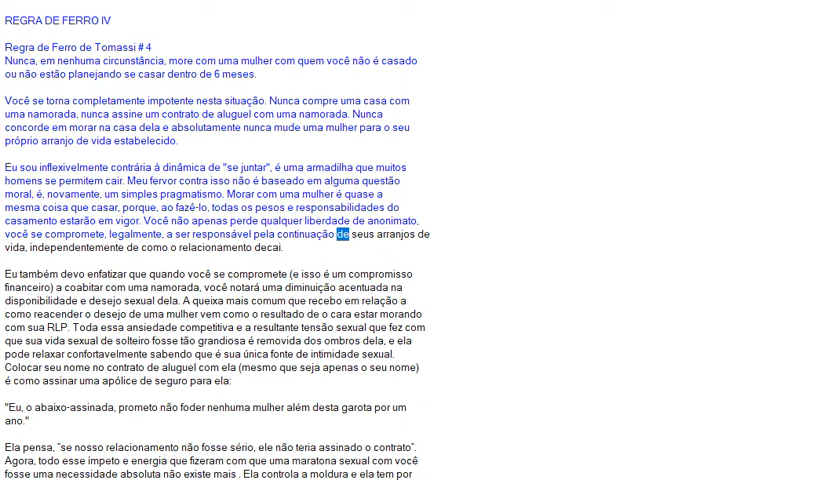 REGRA DE FERRO IV
Regra de Ferro de Tomassi # 4
Nunca, em nenhuma circunstância, more com uma mulher com quem você não é casado
ou não estão planejando se casar dentro de 6 meses.
Você se torna completamente impotente nesta situação. Nunca compre uma casa com
uma namorada, nunca assine um contrato de aluguel com uma namorada. Nunca
concorde em morar na casa dela e absolutamente nunca mude uma mulher para o seu
próprio arranjo de vida estabelecido.
Eu sou inflexivelmente contrária à dinâmica de "se juntar", é uma armadilha que muitos
homens se permitem cair. Meu fervor contra isso não é baseado em alguma questão
moral, é, novamente, um simples pragmatismo. Morar com uma mulher é quase a
mesma coisa que casar, porque, ao fazê-lo, todas os pesos e responsabilidades do
casamento estarão em vigor. Você não apenas perde qualquer liberdade de anonimato,
você se compromete, legalmente, a ser responsável pela continuação de seus arranjos de
vida, independentemente de como o relacionamento decai.
Eu também devo enfatizar que quando você se compromete (e isso é um compromisso
financeiro) a coabitar com uma namorada, você notará uma diminuição acentuada na
disponibilidade e desejo sexual dela. A queixa mais comum que recebo em relação a
como reacender o desejo de uma mulher vem como o resultado de o cara estar morando
com sua RLP. Toda essa ansiedade competitiva e a resultante tensão sexual que fez com
que sua vida sexual de solteiro fosse tão grandiosa é removida dos ombros dela, e ela
pode relaxar confortavelmente sabendo que é sua única fonte de intimidade sexual.
Colocar seu nome no contrato de aluguel com ela (mesmo que seja apenas o seu nome)
é como assinar uma apólice de seguro para ela:
"Eu, o abaixo-assinada, prometo não foder nenhuma mulher além desta garota por um
ano."
Ela pensa, "se nosso relacionamento não fosse sério, ele não teria assinado o contrato".
Agora, todo esse ímpeto e energia que fizeram com que uma maratona sexual com você
fosse uma necessidade absoluta não existe mais . Ela controla a moldura e ela tem por